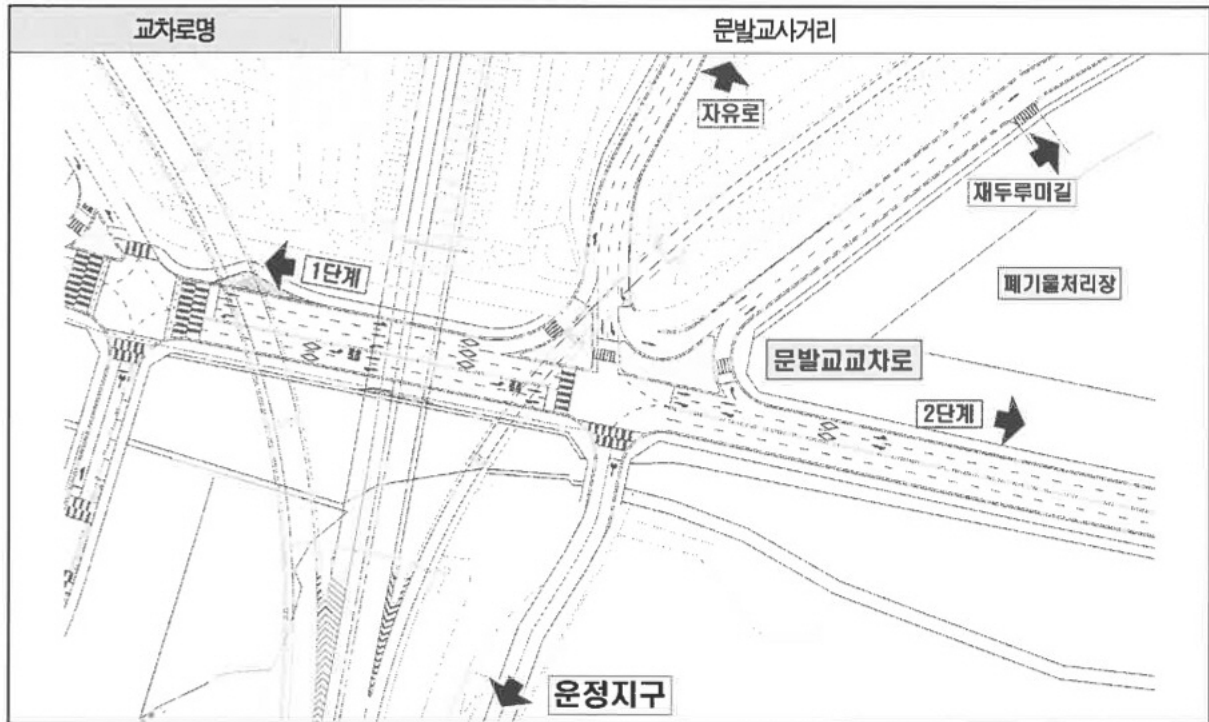 교차로명
문발교사거리
자유로
재두루미길
1단계
폐기물처리장
문발교교차로
2단계
운정지구